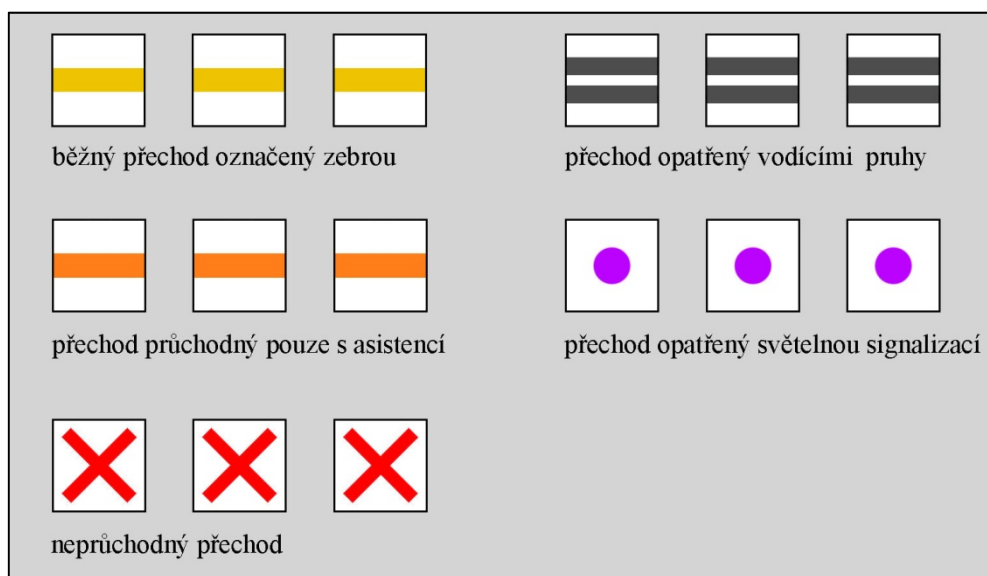 běžný přechod označený zebrou
přechod opatřený vodícími pruhy
přechod průchodný pouze s asistencí
přechod opatřený světelnou signalizací
neprůchodný přechod